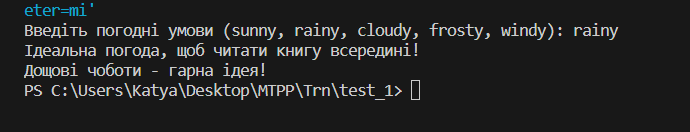 eter=mi'
Введіть погодні умови (sunny, rainy, cloudy, frosty, windy): rainy
Ідеальна погода, щоб читати книгу всередині!
Дощові чоботи - гарна ідея!
PS C:\Users\Katya\Desktop\MTPP\Trn\test_1>